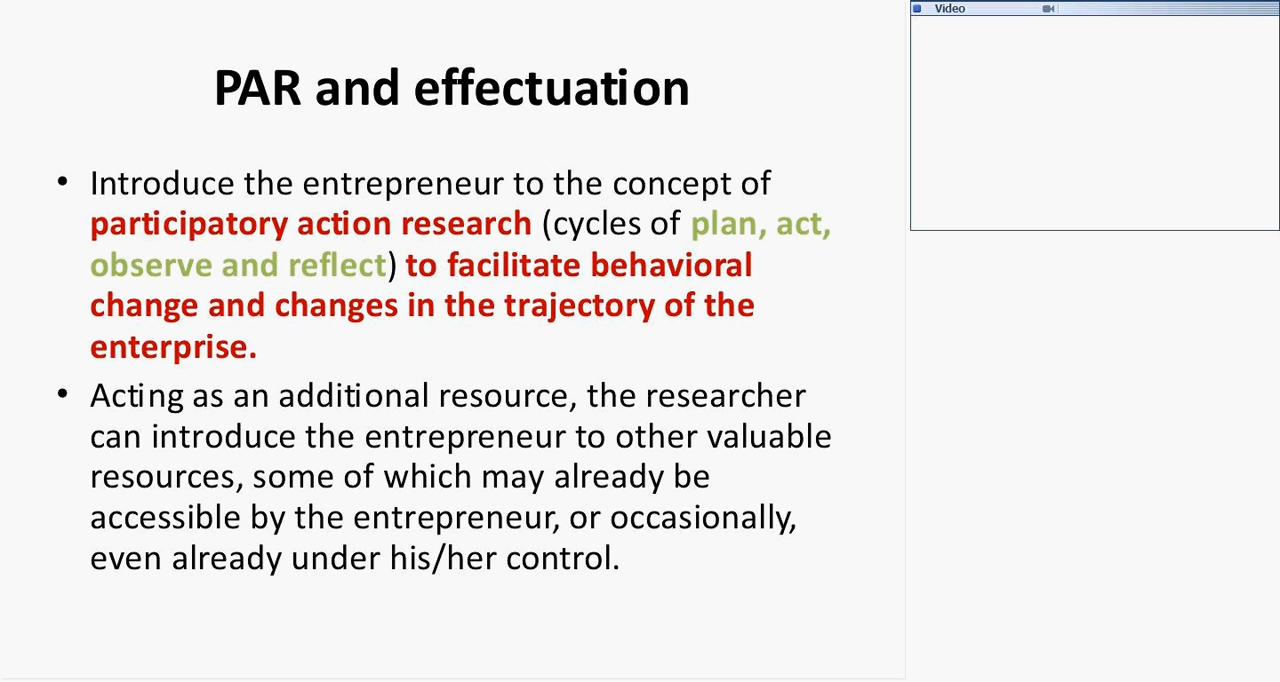 Video
PAR and effectuation
• Introduce the entrepreneur to the concept of
participatory action research (cycles of plan, act,
observe and reflect) to facilitate behavioral
change and changes in the trajectory of the
enterprise.
• Acting as an additional resource, the researcher
can introduce the entrepreneur to other valuable
resources, some of which may already be
accessible by the entrepreneur, or occasionally,
even already under his/her control.